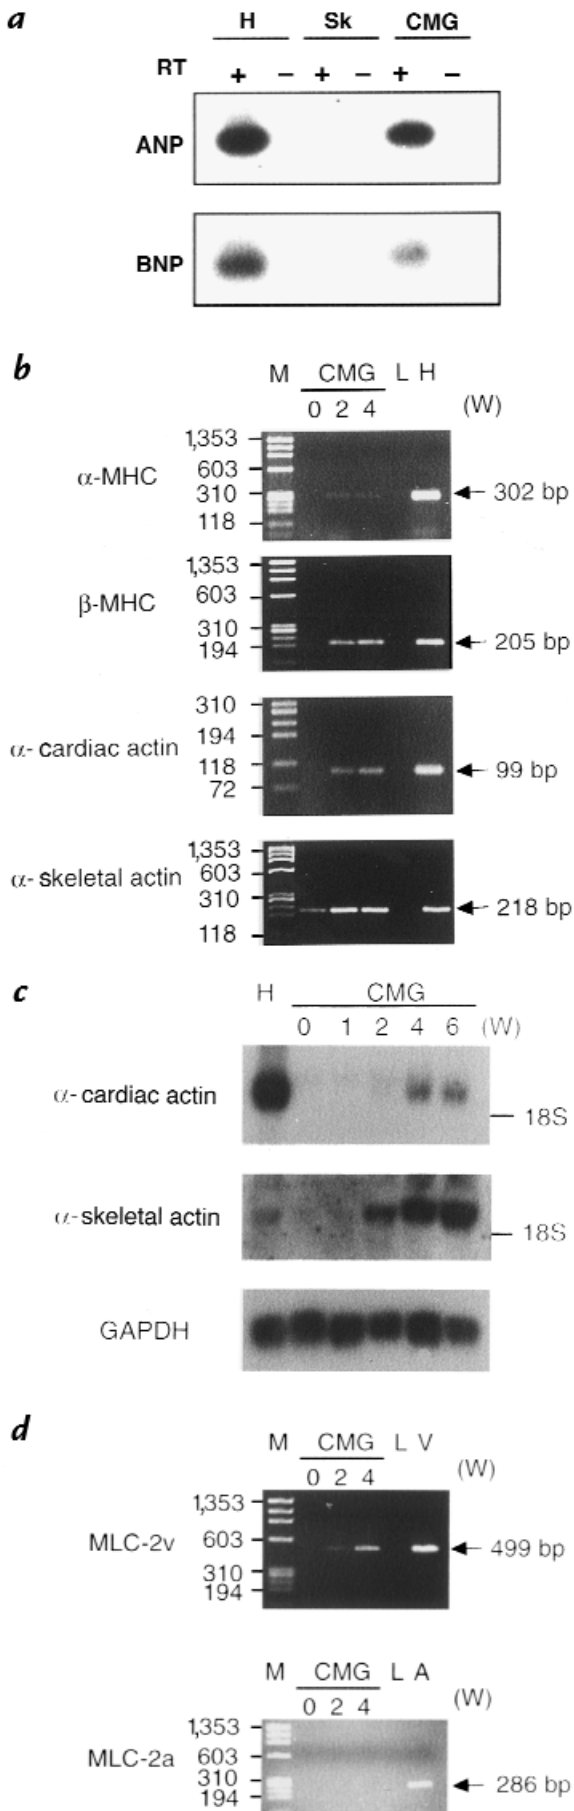 a
H Sk CMG
RT + − + − + −
ANP
BNP
b
M CMG L H
0 2 4 (W)
α-MHC
1,353
603
310
118
302 bp
β-MHC
1,353
603
310
194
205 bp
α- cardiac actin
310
194
118
72
99 bp
α- skeletal actin
1,353
603
310
118
218 bp
c
H CMG
0 1 2 4 6 (W)
α- cardiac actin
18S
α-skeletal actin
18S
GAPDH
d
M CMG L V
0 2 4 (W)
MLC-2v
1,353
603
310
194
499 bp
M CMG L A
0 2 4 (W)
MLC-2a
1,353
603
310
194
286 bp